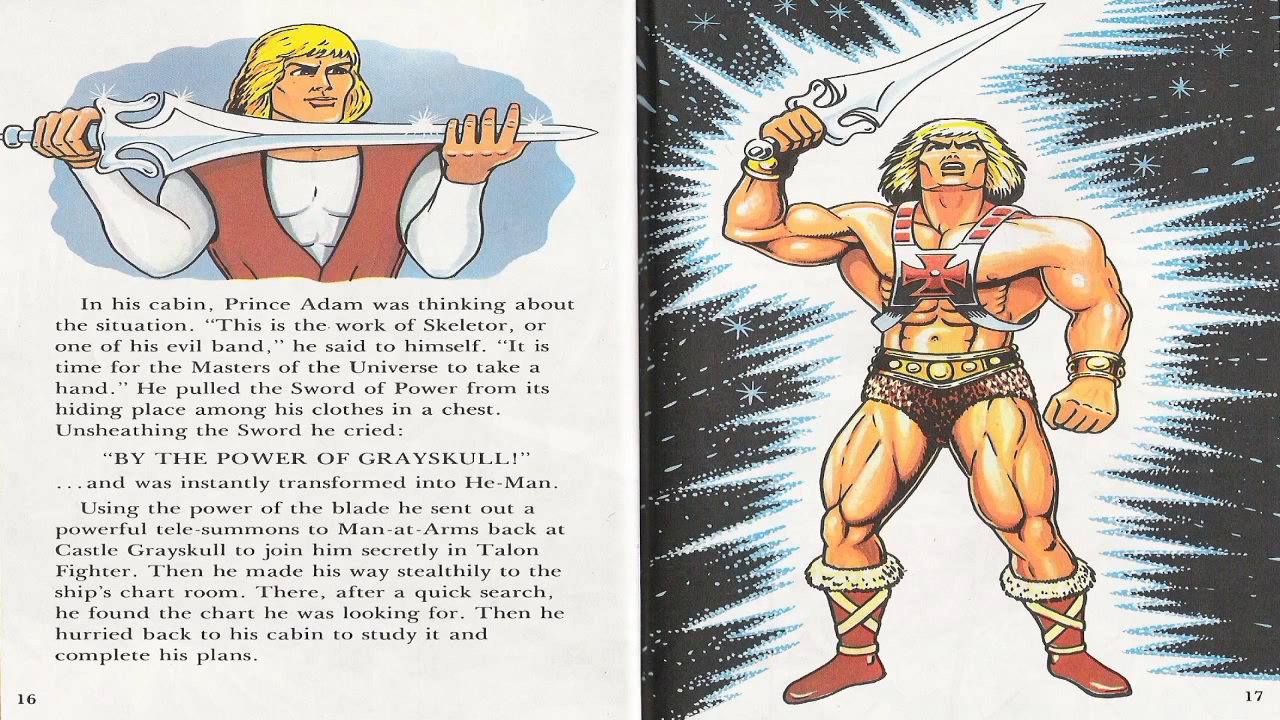 In his cabin, Prince Adam was thinking about
the situation. “This is the work of Skeletor, or
one of his evil band,” he said to himself. “It is
time for the Masters of the Universe to take a
hand.” He pulled the Sword of Power from its
hiding place among his clothes in a chest.
Unsheathing the Sword he cried:
“BY THE POWER OF GRAYSKULL!”
...and was instantly transformed into He-Man.
Using the power of the blade he sent out a
powerful tele-summons to Man-at-Arms back at
Castle Grayskull to join him secretly in Talon
Fighter. Then he made his way stealthily to the
ship’s chart room. There, after a quick search,
he found the chart he was looking for. Then he
hurried back to his cabin to study it and
complete his plans.
16
17